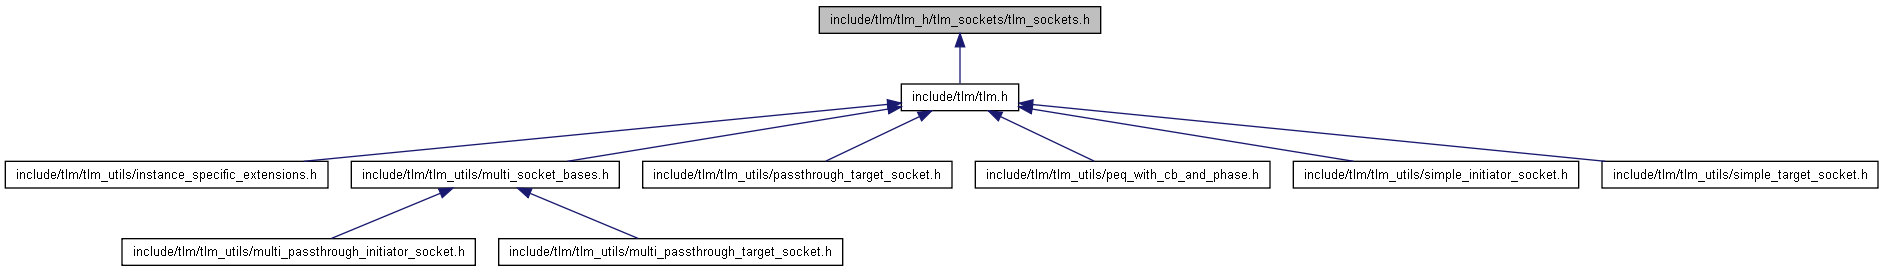 include/tlm/tlm_h/tlm_sockets/tlm_sockets.h
include/tlm/tlm.h
include/tlm/tlm_utils/instance_specific_extensions.h
include/tlm/tlm_utils/multi_socket_bases.h
include/tlm/tlm_utils/passthrough_target_socket.h
include/tlm/tlm_utils/peq_with_cb_and_phase.h
include/tlm/tlm_utils/simple_initiator_socket.h
include/tlm/tlm_utils/simple_target_socket.h
include/tlm/tlm_utils/multi_passthrough_initiator_socket.h
include/tlm/tlm_utils/multi_passthrough_target_socket.h